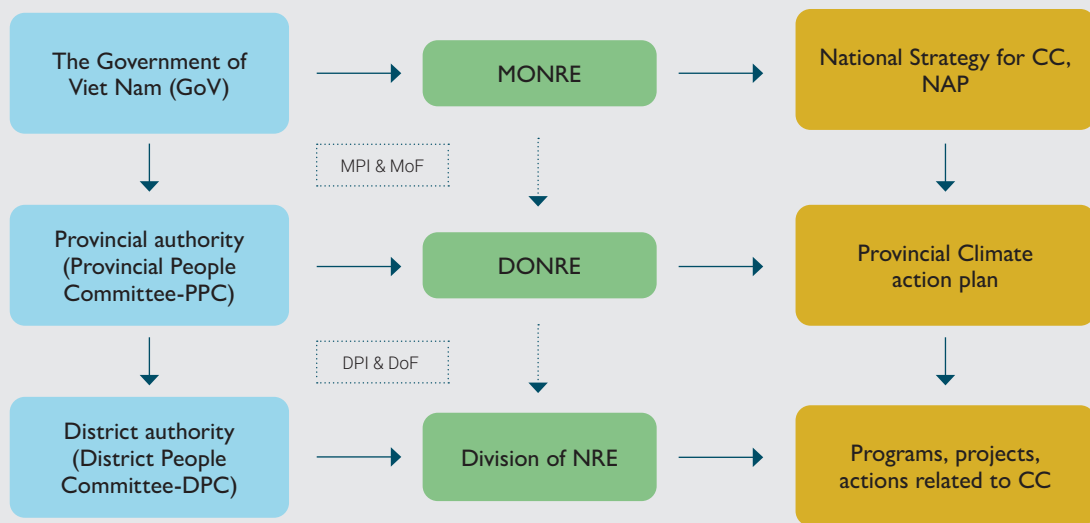 The Government of
Viet Nam (GoV)
MONRE
National Strategy for CC,
NAP
MPI & MoF
Provincial authority
(Provincial People
Committee-PPC)
DONRE
Provincial Climate
action plan
DPI & DoF
District authority
(District People
Committee-DPC)
Division of NRE
Programs, projects,
actions related to CC